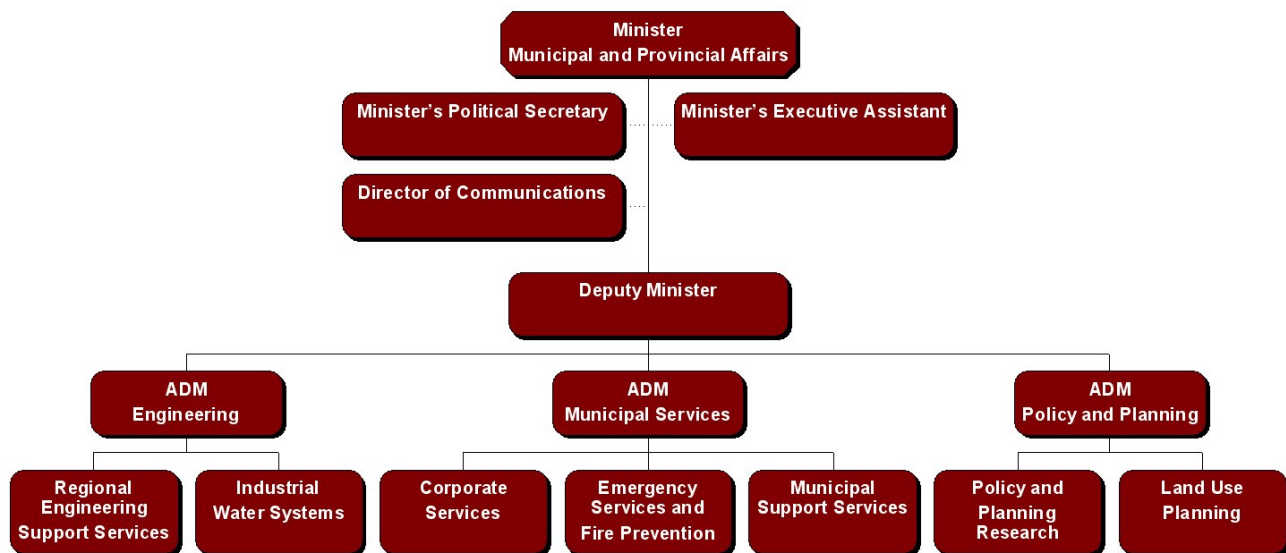 Minister
Municipal and Provincial Affairs
Minister's Political Secretary
Minister's Executive Assistant
Director of Communications
Deputy Minister
ADM
Engineering
ADM
Municipal Services
ADM
Policy and Planning
Regional
Engineering
Support Services
Industrial
Water Systems
Corporate
Services
Emergency
Services and
Fire Prevention
Municipal
Support Services
Policy and
Planning
Research
Land Use
Planning